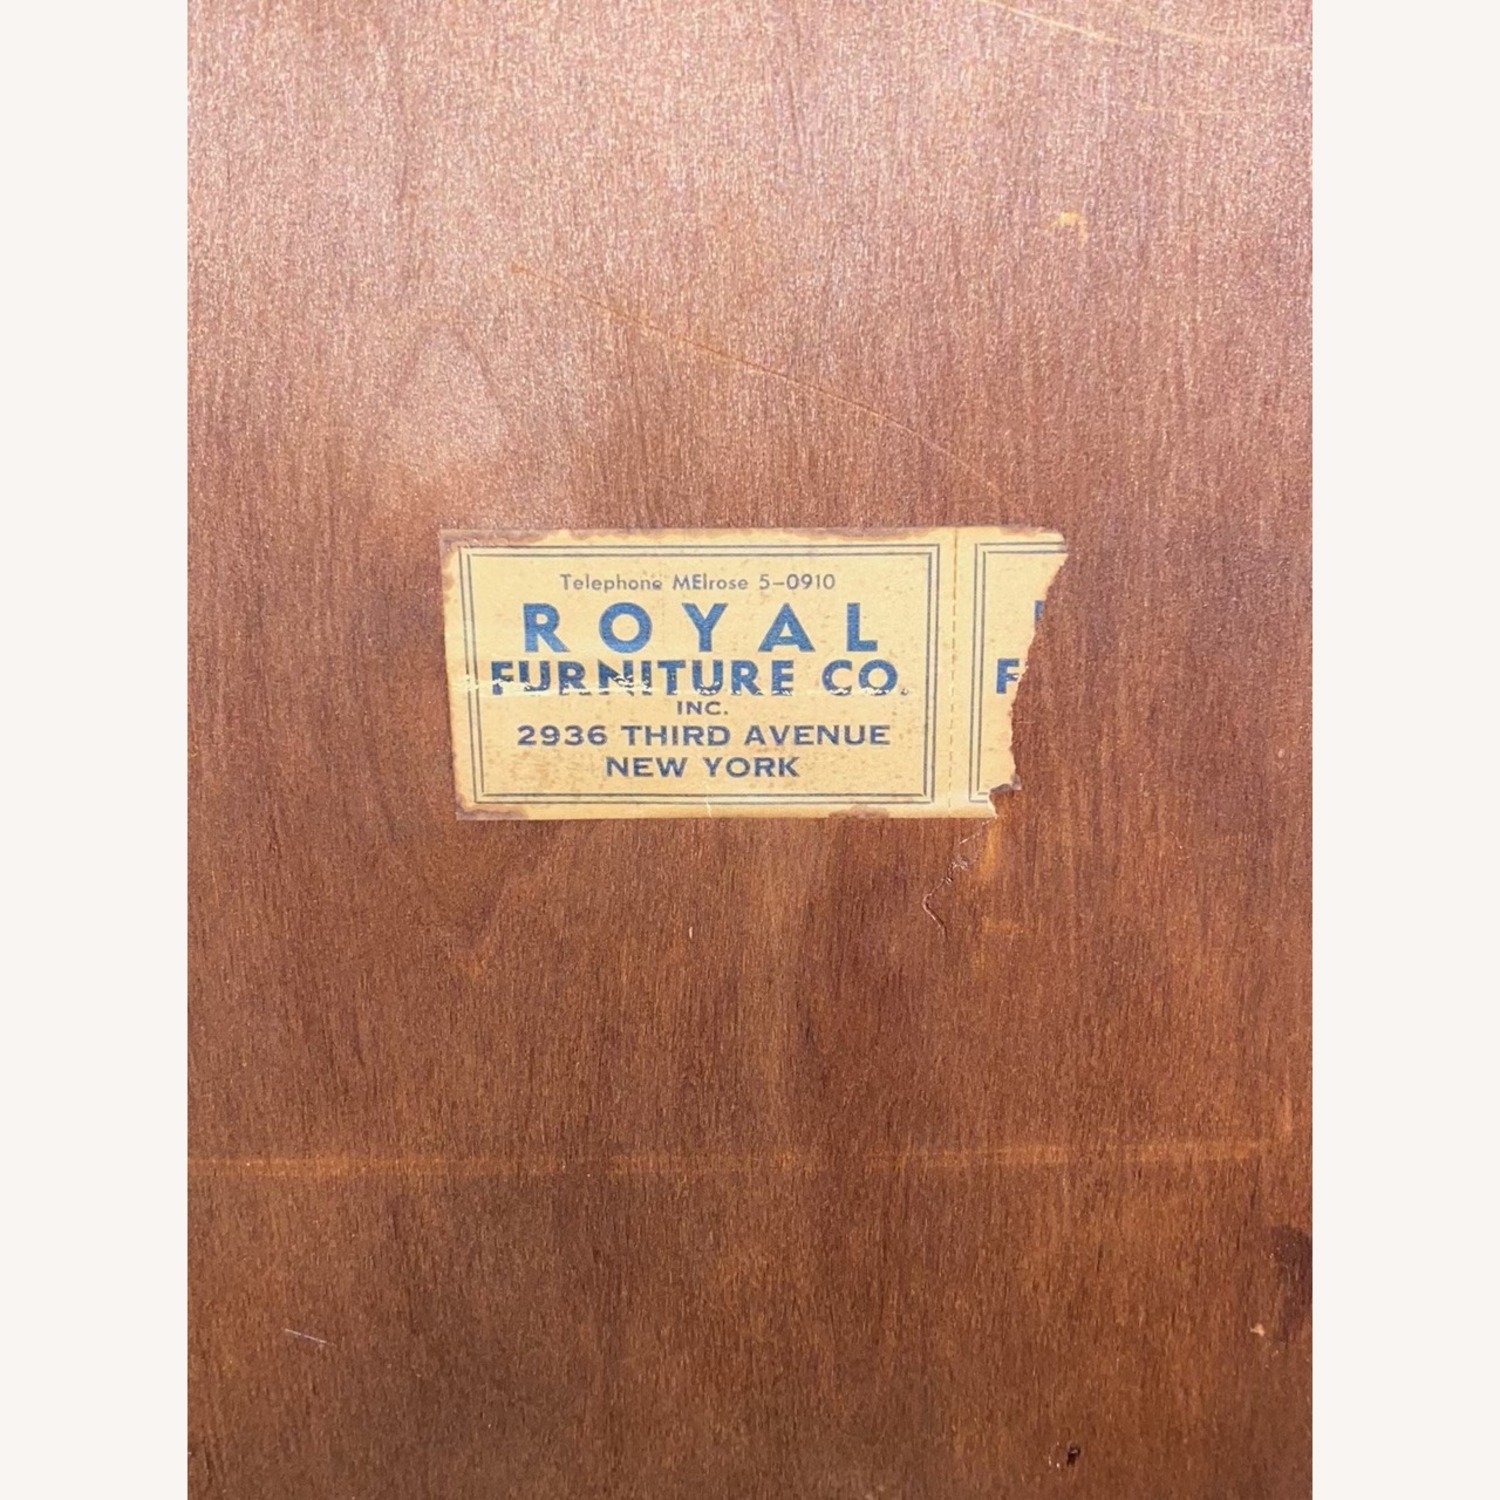 Telephone MElrose 5-0910
ROYAL
FURNITURE CO.
INC.
2936 THIRD AVENUE
NEW YORK
F